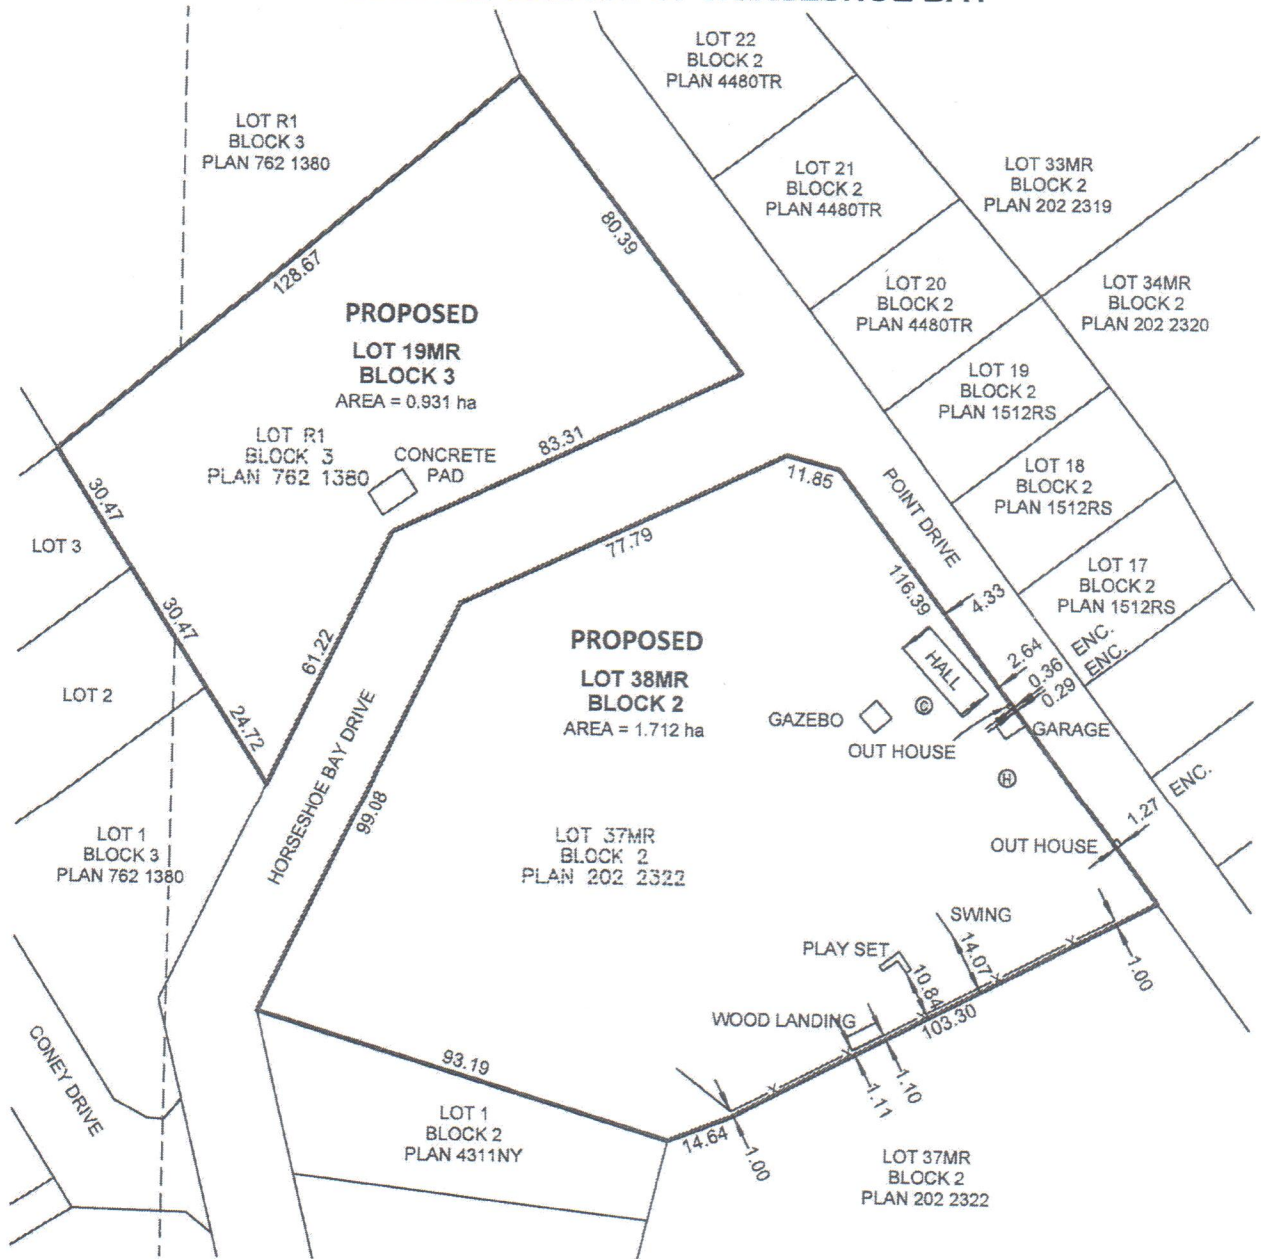 LOT 22
BLOCK 2
PLAN 4480TR
LOT R1
BLOCK 3
PLAN 762 1380
LOT 21
BLOCK 2
PLAN 4480TR
LOT 33MR
BLOCK 2
PLAN 202 2319
80.39
128.67
LOT 20
BLOCK 2
PLAN 4480TR
LOT 34MR
BLOCK 2
PLAN 202 2320
PROPOSED
LOT 19MR
BLOCK 3
AREA = 0.931 ha
LOT 19
BLOCK 2
PLAN 1512RS
LOT R1
BLOCK 3
PLAN 762 1380
CONCRETE
PAD
83.31
11.85
POINT DRIVE
LOT 18
BLOCK 2
PLAN 1512RS
30.47
LOT 3
77.79
116.39
4.33
LOT 17
BLOCK 2
PLAN 1512RS
30.47
61.22
PROPOSED
LOT 38MR
BLOCK 2
AREA = 1.712 ha
HALL
2.64
0.36 ENC.
0.29 ENC.
LOT 2
24.72
HORSESHOE BAY DRIVE
99.08
GAZEBO
C
OUT HOUSE
GARAGE
H
1.27 ENC.
OUT HOUSE
LOT 1
BLOCK 3
PLAN 762 1380
LOT 37MR
BLOCK 2
PLAN 202 2322
SWING
PLAY SET
14.07
10.84
1.00
WOOD LANDING
103.30
1.10
1.11
CONEY DRIVE
93.19
LOT 1
BLOCK 2
PLAN 4311NY
14.64
1.00
LOT 37MR
BLOCK 2
PLAN 202 2322